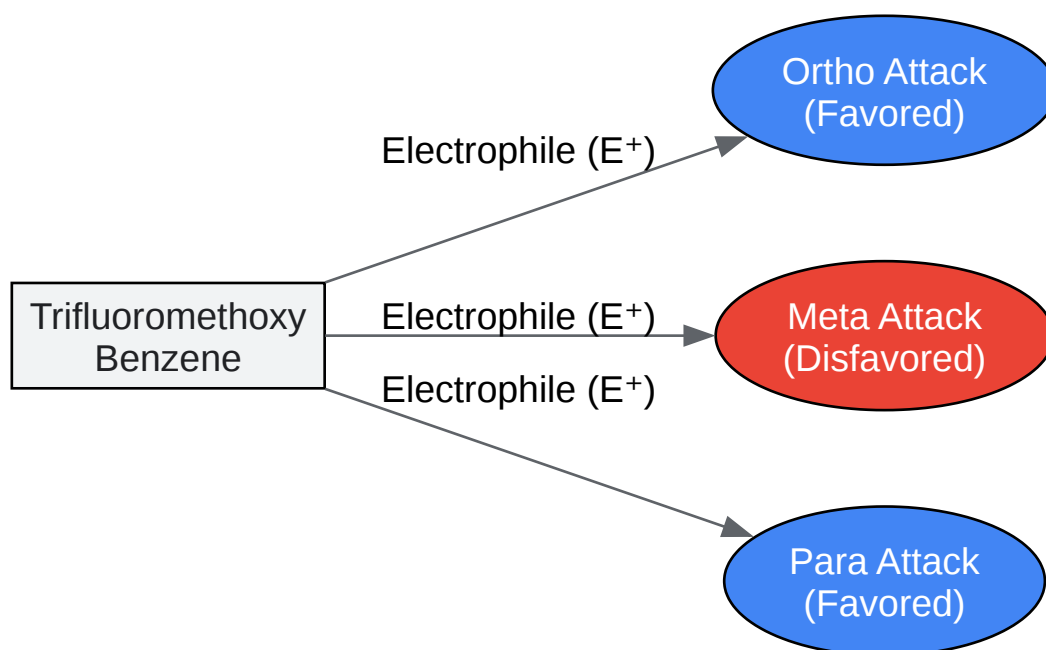 Ortho Attack
(Favored)
Electrophile (E⁺)
Trifluoromethoxy
Benzene
Electrophile (E⁺)
Meta Attack
(Disfavored)
Electrophile (E⁺)
Para Attack
(Favored)